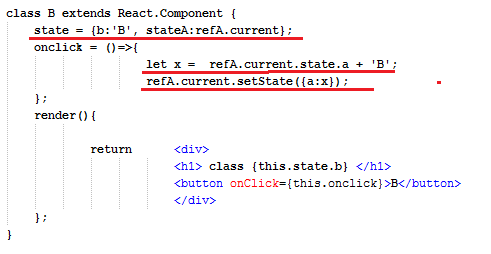 class B extends React.Component {
state = {b:'B', stateA:refA.current};
onclick = ()=>{
let x =  refA.current.state.a + 'B';
refA.current.setState({a:x});
};
render(){
return <div>
<h1> class {this.state.b} </h1>
<button onClick={this.onclick}>B</button>
</div>
};
}